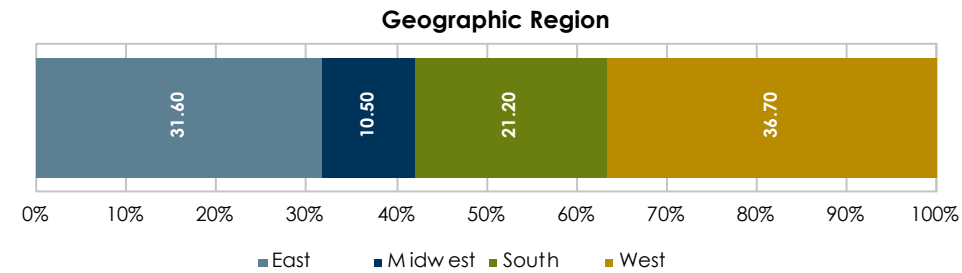 Geographic Region
31.60 10.50 21.20 36.70
0% 10% 20% 30% 40% 50% 60% 70% 80% 90% 100%
East Midwest South West